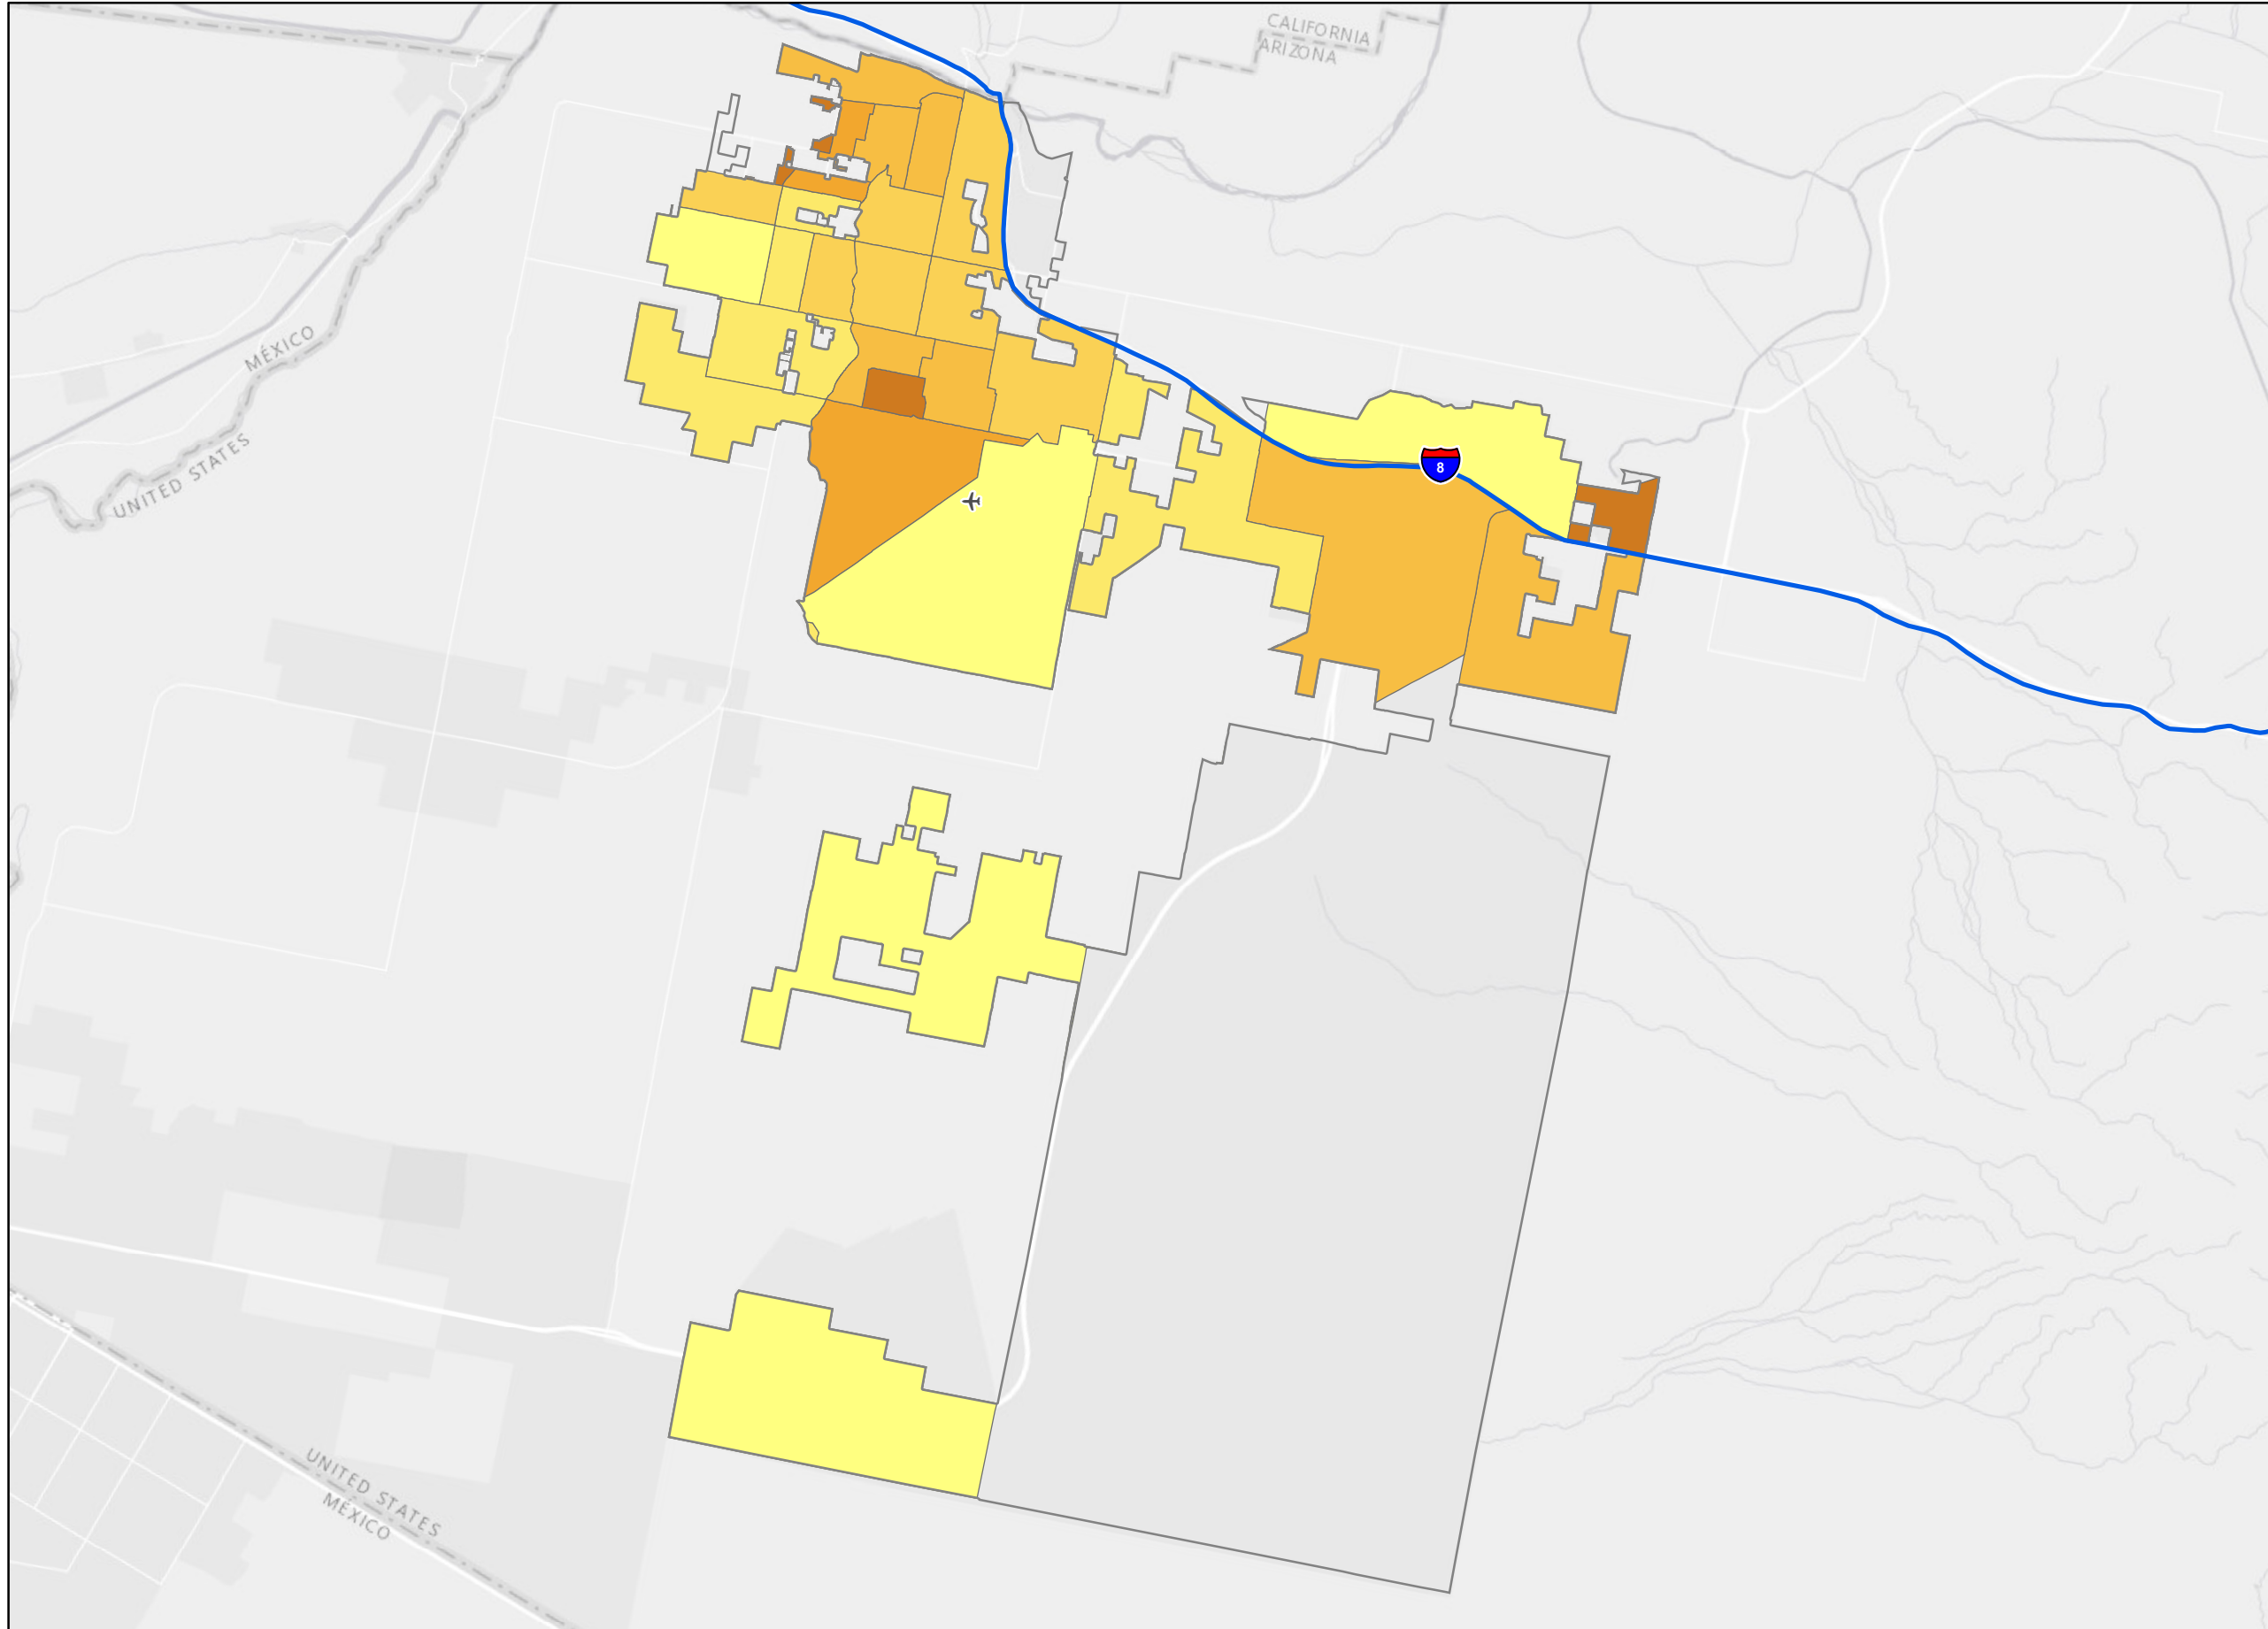 CALIFORNIA
ARIZONA
MÉXICO
UNITED STATES
8
UNITED STATES
MÉXICO